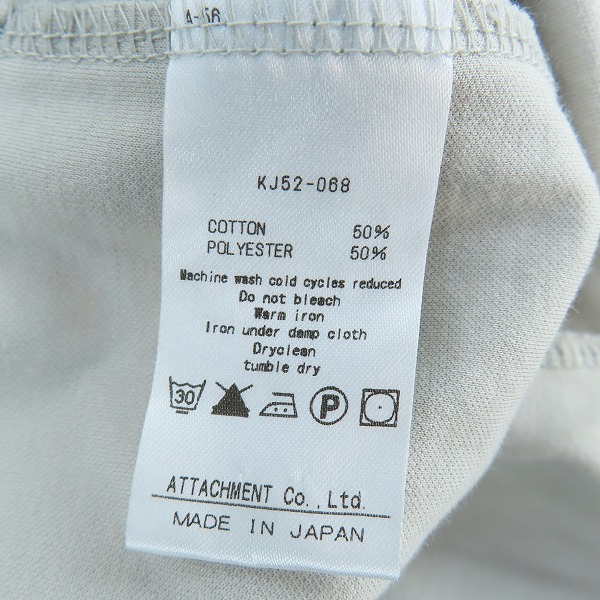 A-56
KJ52-068
COTTON 50%
POLYESTER 50%
Machine wash cold cycles reduced
Do not bleach
Warm iron
Iron under damp cloth
Dryclean
tumble dry
30 P
ATTACHMENT Co.,Ltd.
MADE IN JAPAN